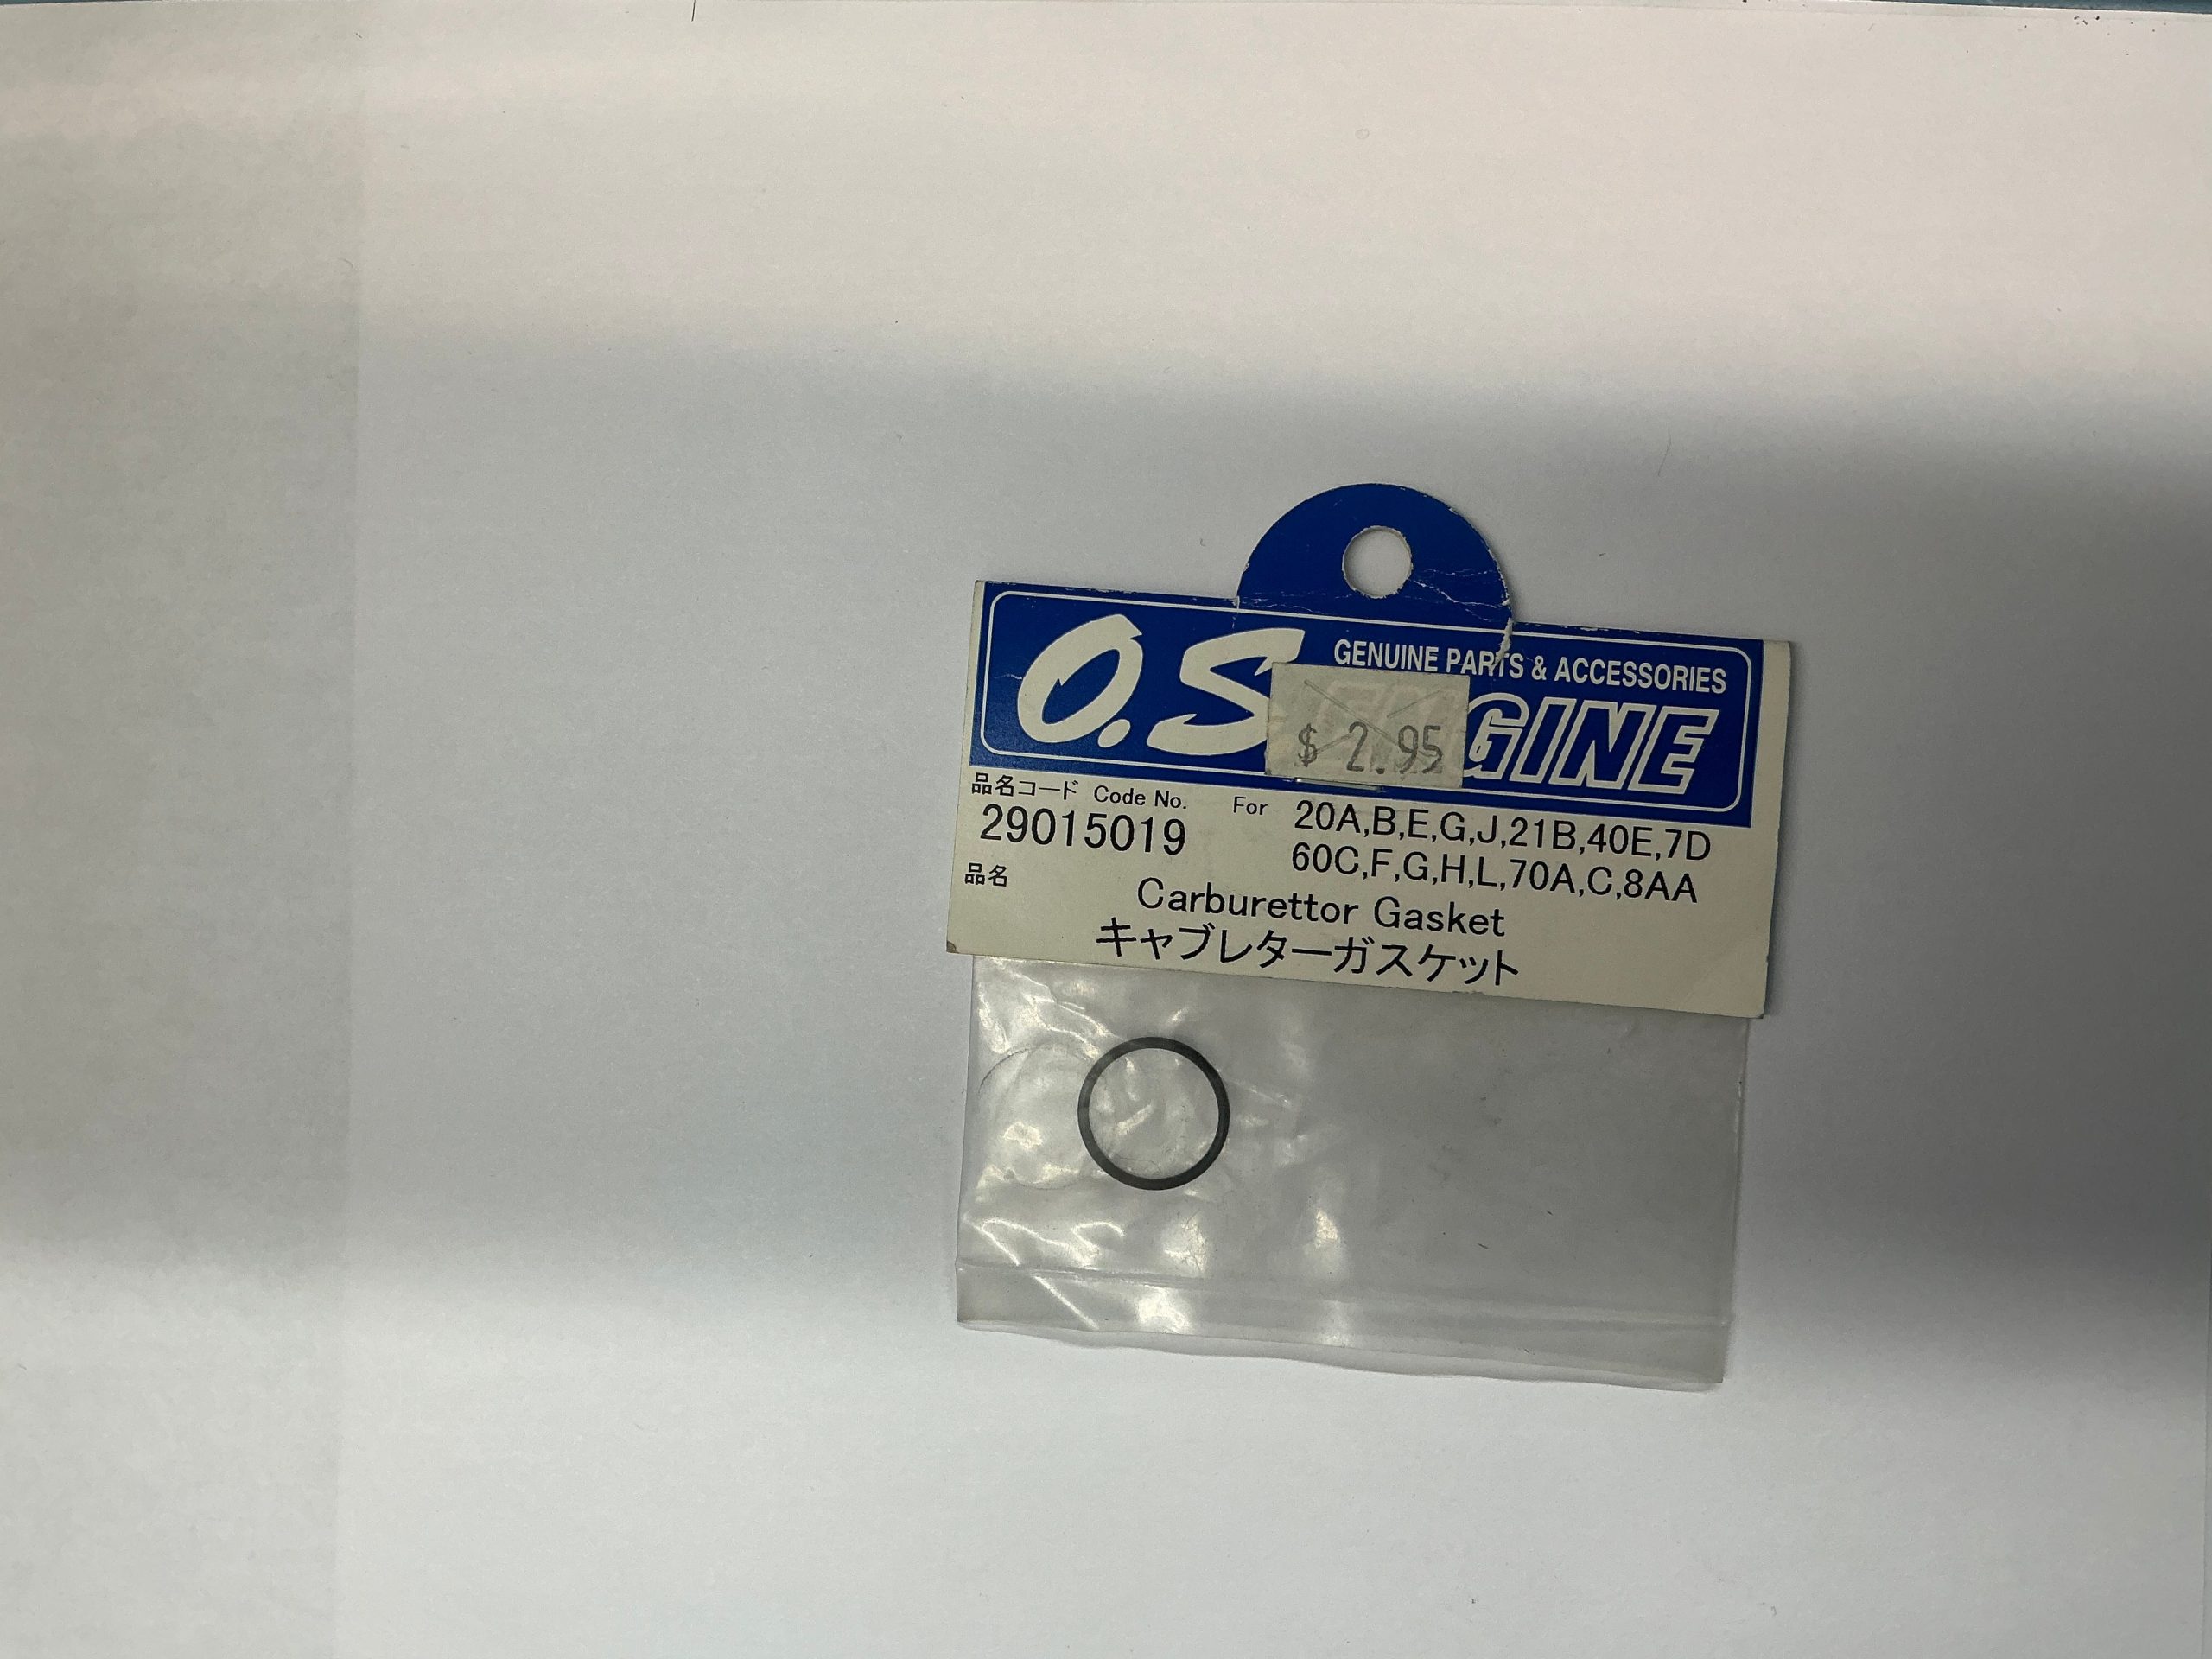 GENUINE PARTS & ACCESSORIES
O.S. ENGINE
$ 2.95
品名コード Code No.
29015019
For 20A,B,E,G,J,21B,40E,7D
60C,F,G,H,L,70A,C,8AA
品名
Carburettor Gasket
キャブレターガスケット